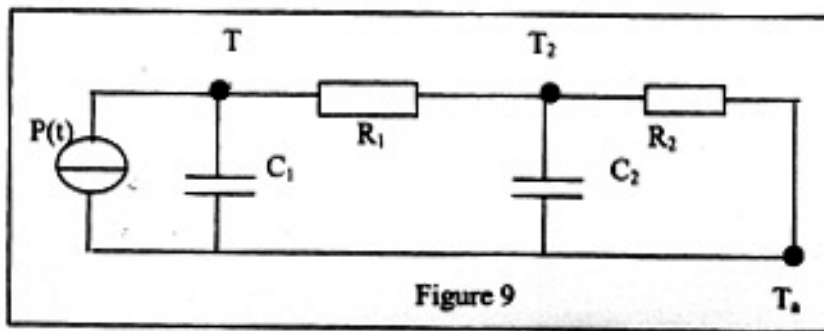 T T₂
P(t) R₁ R₂
C₁ C₂
Figure 9
Tₐ